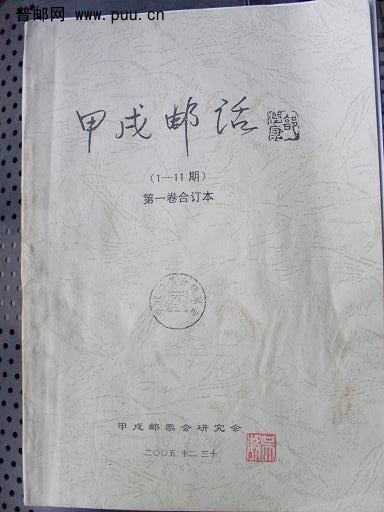 普邮网 www.puu.cn
甲戌邮话
（1—11期）
第一卷合订本
甲戌邮票会研究会
二〇〇五 十二 三十